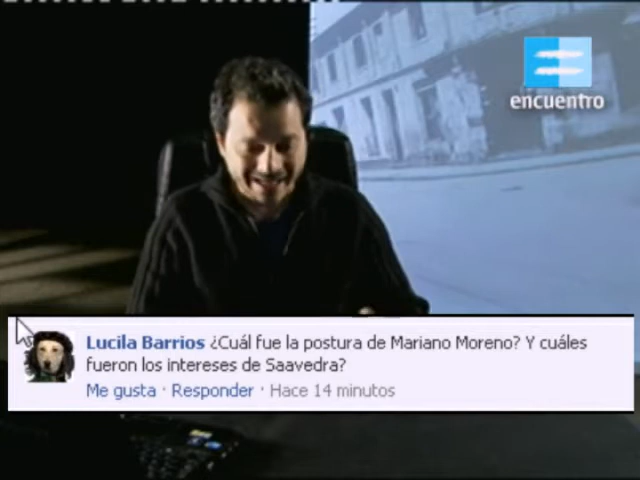 encuentro
Lucila Barrios ¿Cuál fue la postura de Mariano Moreno? Y cuáles
fueron los intereses de Saavedra?
Me gusta · Responder · Hace 14 minutos